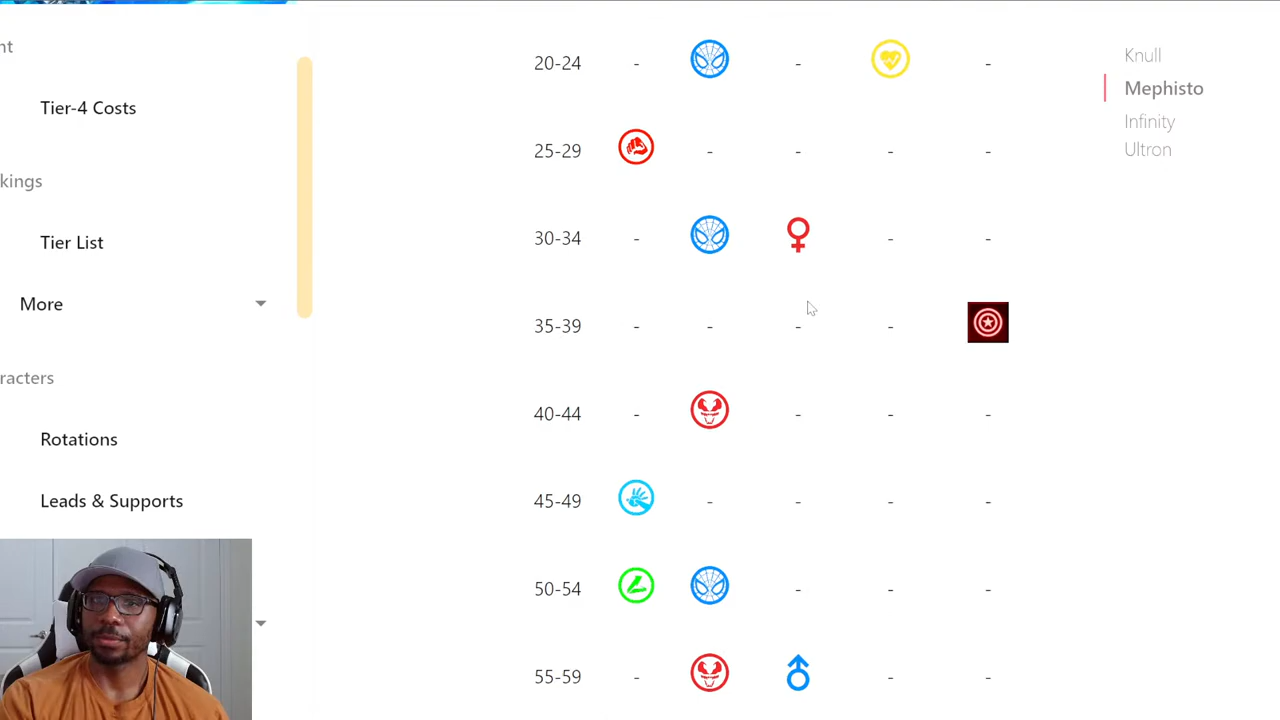 nt
Tier-4 Costs
kings
Tier List
More
racters
Rotations
Leads & Supports
20-24 - - -
25-29 - - - -
30-34 - - -
35-39 - - - -
40-44 - - - -
45-49 - - - -
50-54 - - -
55-59 - - -
Knull
Mephisto
Infinity
Ultron